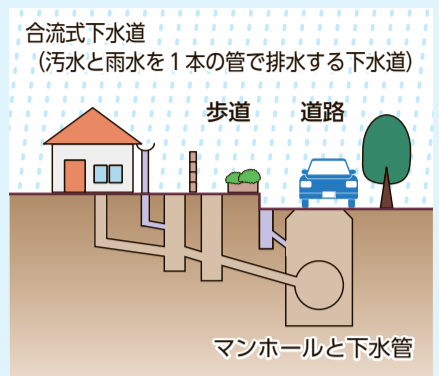 合流式下水道
（汚水と雨水を１本の管で排水する下水道）
歩道　道路
マンホールと下水管